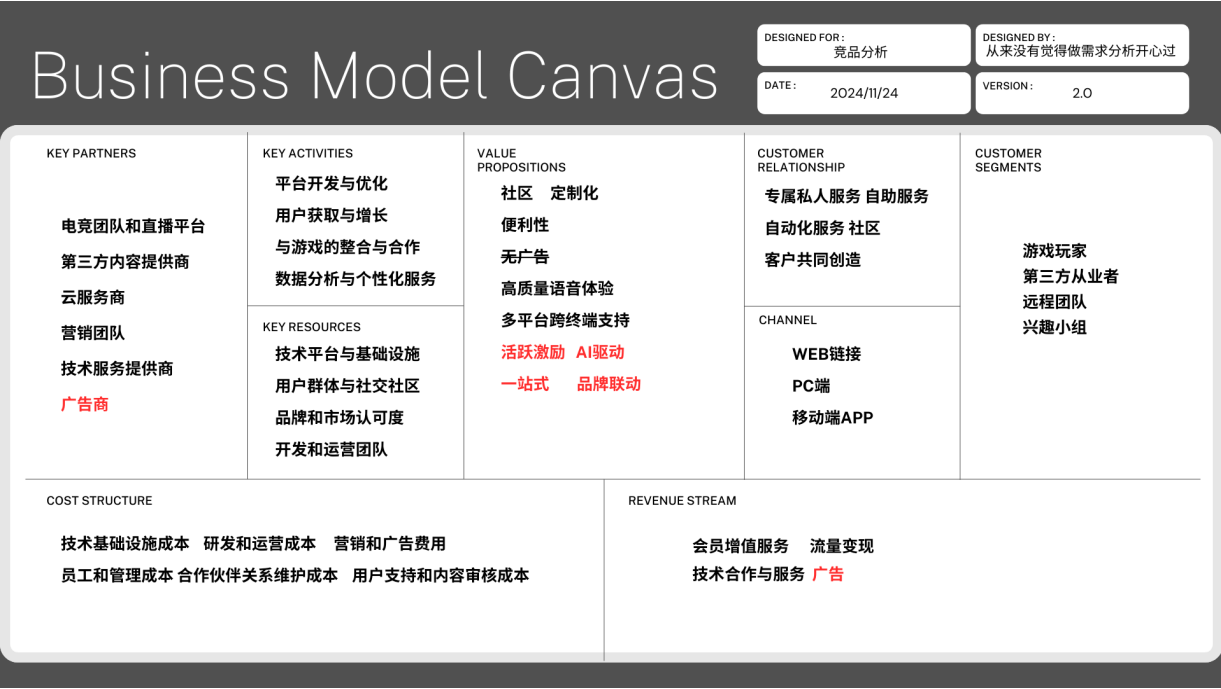 Business Model Canvas
DESIGNED FOR :
竞品分析
DESIGNED BY :
从来没有觉得做需求分析开心过
DATE :
2024/11/24
VERSION :
2.0
KEY PARTNERS
电竞团队和直播平台
第三方内容提供商
云服务商
营销团队
技术服务提供商
广告商
KEY ACTIVITIES
平台开发与优化
用户获取与增长
与游戏的整合与合作
数据分析与个性化服务
KEY RESOURCES
技术平台与基础设施
用户群体与社交社区
品牌和市场认可度
开发和运营团队
VALUE
PROPOSITIONS
社区 定制化
便利性
无广告
高质量语音体验
多平台跨终端支持
活跃激励 AI驱动
一站式 品牌联动
CUSTOMER
RELATIONSHIP
专属私人服务 自助服务
自动化服务 社区
客户共同创造
CHANNEL
WEB链接
PC端
移动端APP
CUSTOMER
SEGMENTS
游戏玩家
第三方从业者
远程团队
兴趣小组
COST STRUCTURE
技术基础设施成本 研发和运营成本 营销和广告费用
员工和管理成本 合作伙伴关系维护成本 用户支持和内容审核成本
REVENUE STREAM
会员增值服务 流量变现
技术合作与服务 广告